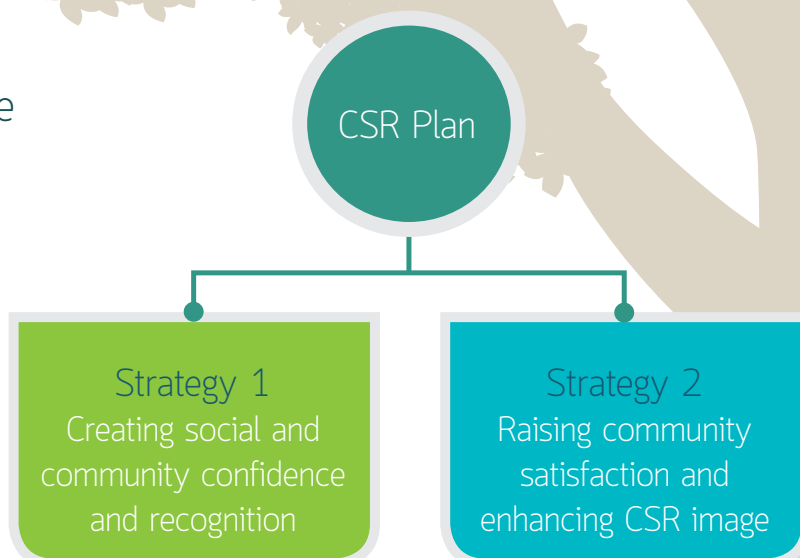 e
CSR Plan
Strategy 1
Creating social and
community confidence
and recognition
Strategy 2
Raising community
satisfaction and
enhancing CSR image